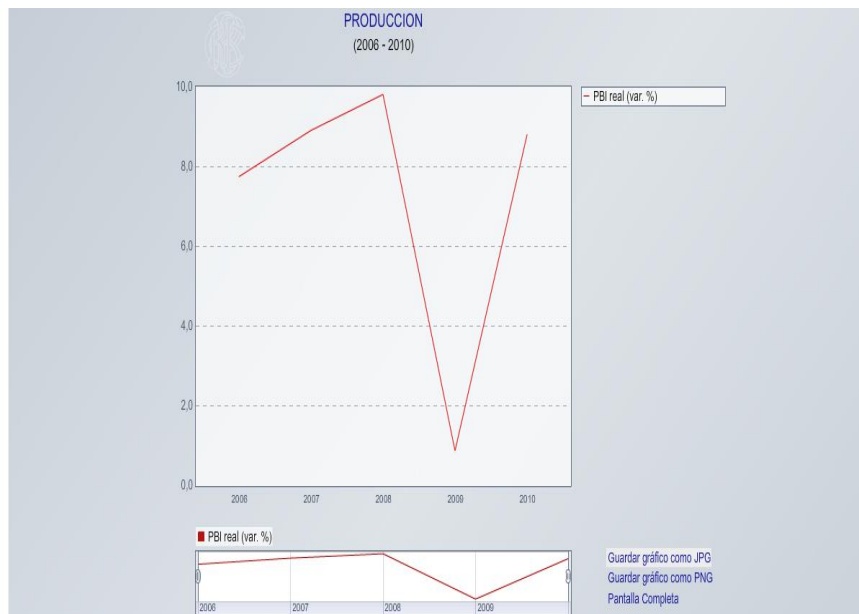 PRODUCCION
(2006 - 2010)
10,0
8,0
6,0
4,0
2,0
0,0
2006
2007
2008
2009
2010
PBI real (var. %)
PBI real (var. %)
2006
2007
2008
2009
Guardar gráfico como JPG
Guardar gráfico como PNG
Pantalla Completa